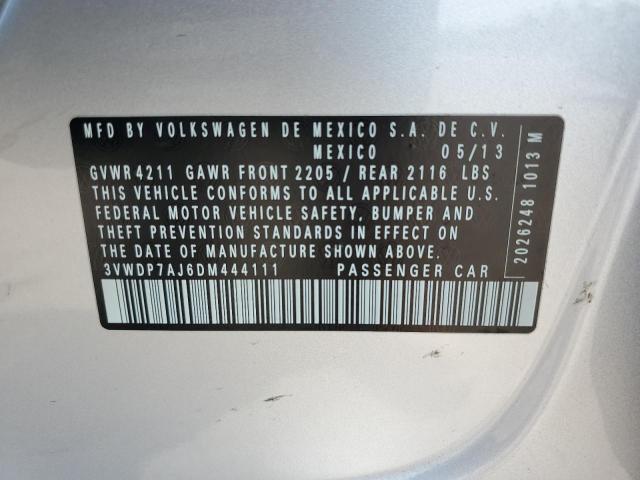 MFD BY VOLKSWAGEN DE MEXICO S.A. DE C.V.
MEXICO 05/13
GVWR 4211 GAWR FRONT 2205 / REAR 2116 LBS
THIS VEHICLE CONFORMS TO ALL APPLICABLE U.S.
FEDERAL MOTOR VEHICLE SAFETY, BUMPER AND
THEFT PREVENTION STANDARDS IN EFFECT ON
THE DATE OF MANUFACTURE SHOWN ABOVE.
3VWDP7AJ6DM444111 PASSENGER CAR
2026248 1013 M